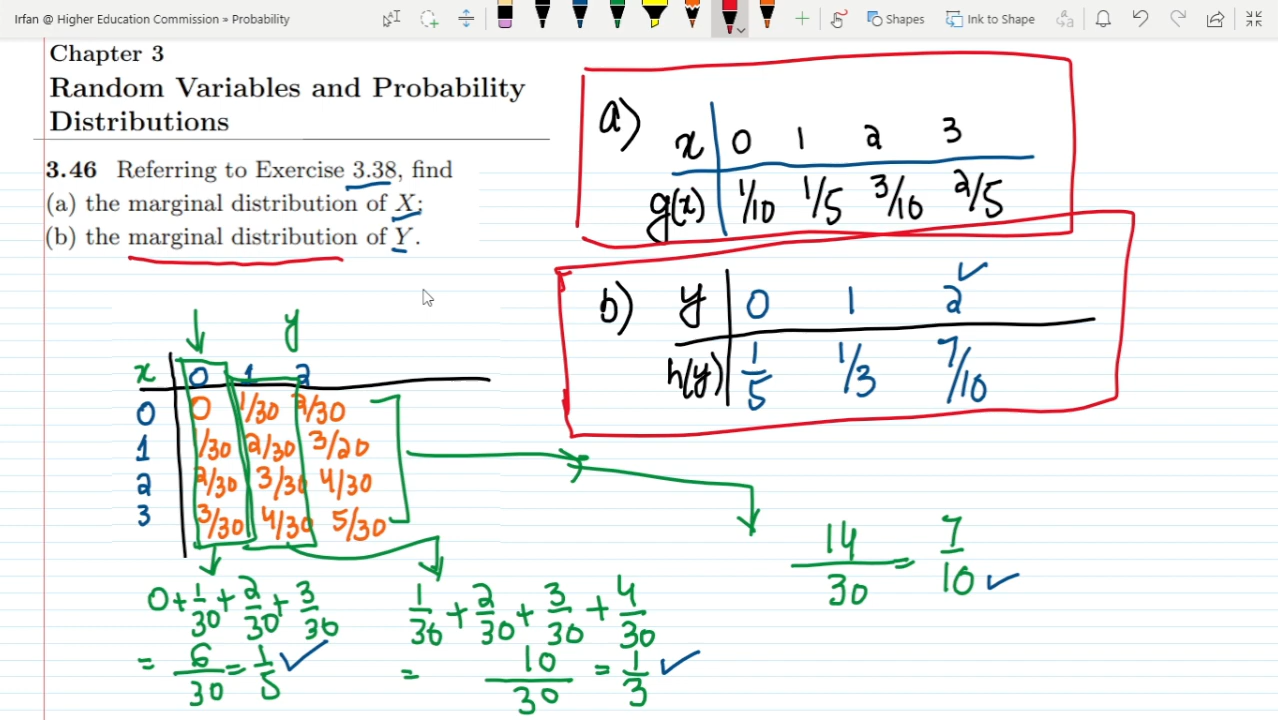 Irfan @ Higher Education Commission » Probability
Shapes
Ink to Shape
Chapter 3
Random Variables and Probability
Distributions
3.46 Referring to Exercise 3.38, find
(a) the marginal distribution of X;
(b) the marginal distribution of Y.
a)
x 0 1 2 3
g(x) 1/10 1/5 3/10 2/5
b) y 0 1 2
h(y) 1/5 1/3 7/10
y
x 0 1 2
0 0 1/30 2/30
1 1/30 2/30 3/20
2 2/30 3/30 4/30
3 3/30 4/30 5/30
0+1/30+2/30+3/30
= 6/30 = 1/5
1/30+2/30+3/30+4/30
= 10/30 = 1/3
14/30 = 7/10